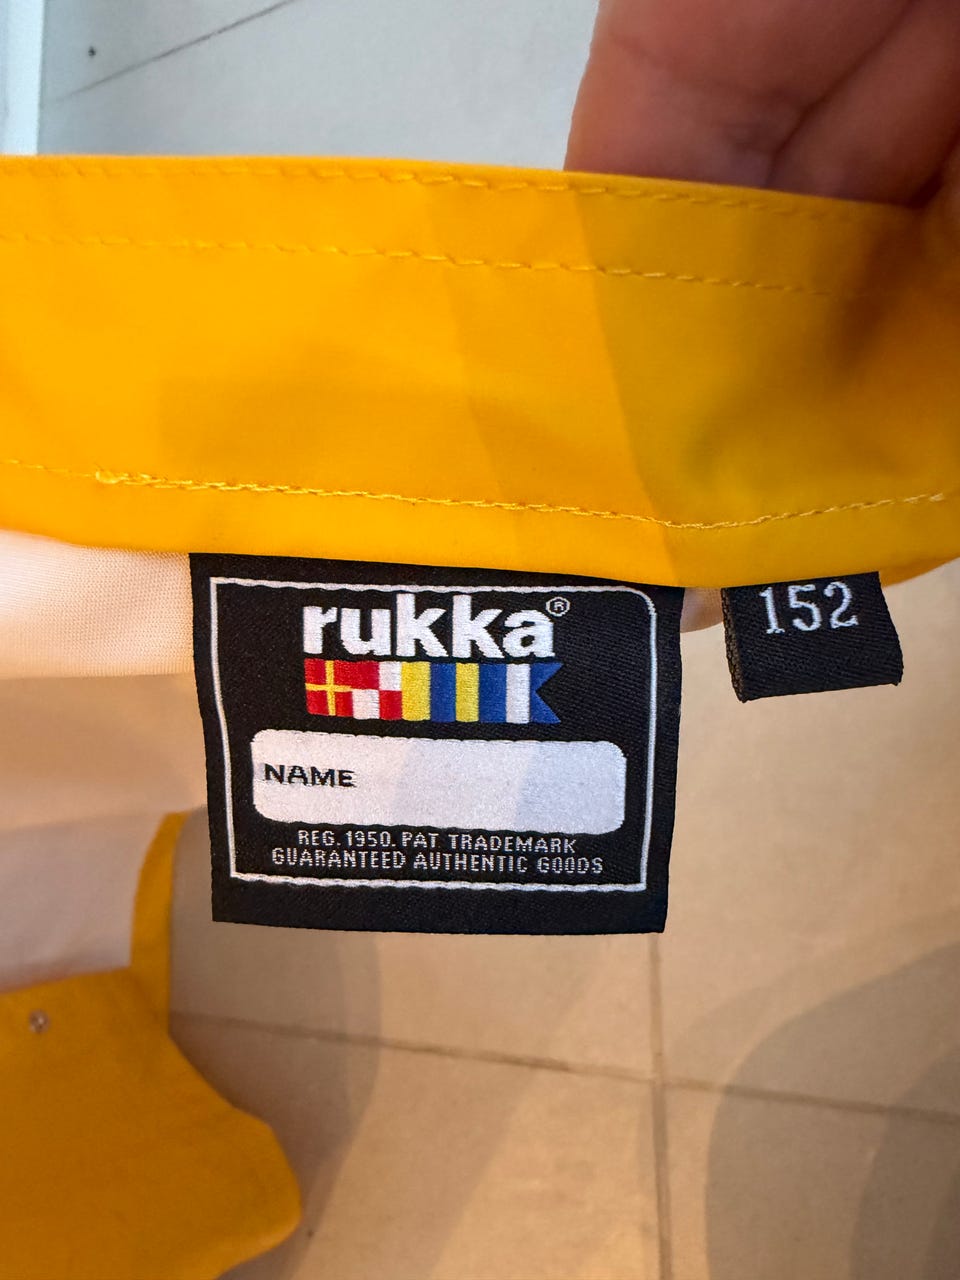 rukka®
152
NAME
REG. 1950. PAT. TRADEMARK
GUARANTEED AUTHENTIC GOODS